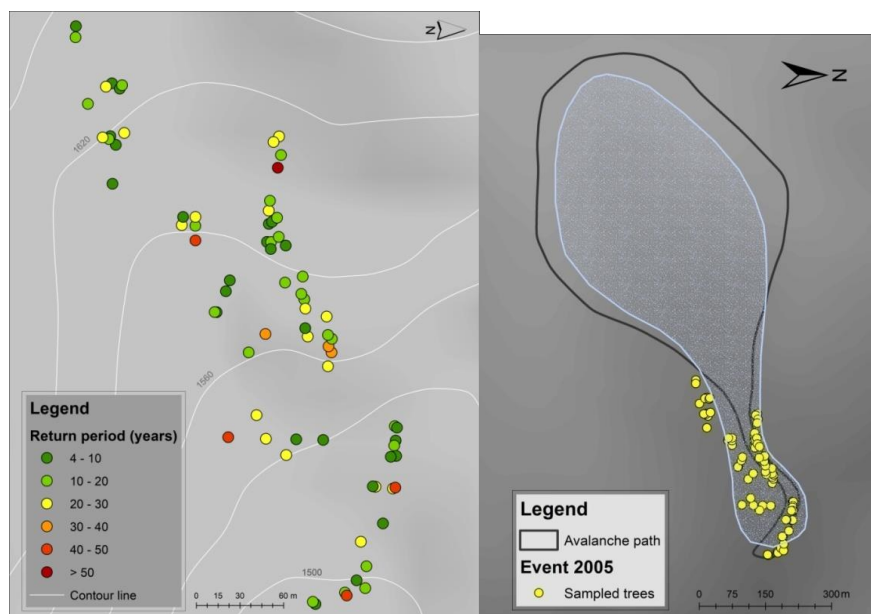 N
1620
1560
1500
Legend
Return period (years)
4 - 10
10 - 20
20 - 30
30 - 40
40 - 50
> 50
Contour line
0 15 30 60 m
N
Legend
Avalanche path
Event 2005
Sampled trees
0 75 150 300 m